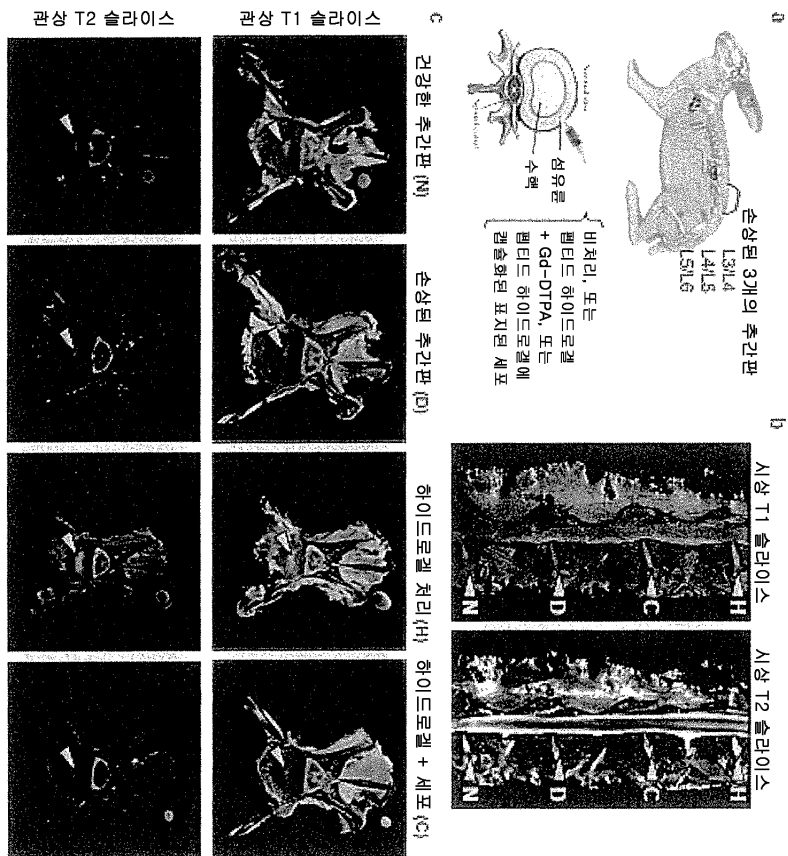 a
손상된 3개의 추간판
L3/L4
L4/L5
L5/L6
섬유륜
수핵
비처리, 또는
펩티드 하이드로겔
+ Gd-DTPA, 또는
펩티드 하이드로겔에
캡슐화된 표지된 세포
b
시상 T1 슬라이스
시상 T2 슬라이스
H
C
D
N
H
C
D
N
c
건강한 추간판 (N)
손상된 추간판 (D)
하이드로겔 처리 (H)
하이드로겔 + 세포 (C)
관상 T1 슬라이스
관상 T2 슬라이스